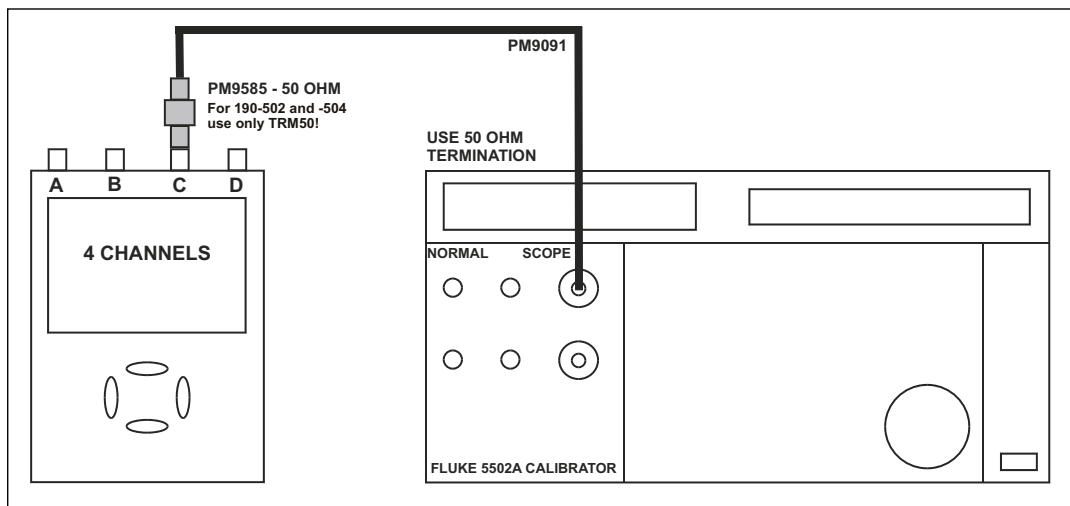 PM9091
PM9585 - 50 OHM
For 190-502 and -504
use only TRM50!
USE 50 OHM
TERMINATION
A B C D
4 CHANNELS
NORMAL SCOPE
FLUKE 5502A CALIBRATOR